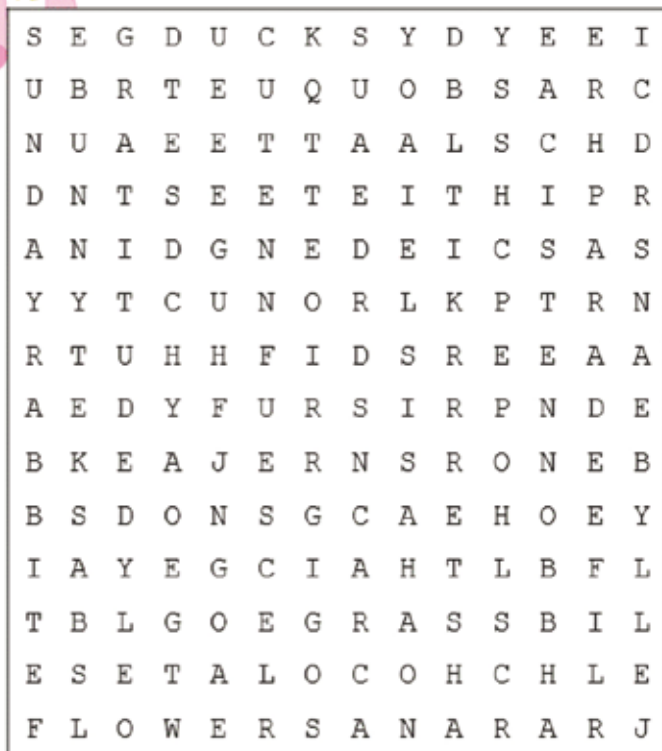 S E G D U C K S Y D Y E E I
U B R T E U Q U O B S A R C
N U A E E T T A A L S C H D
D N T S E E T E I T H I P R
A N I D G N E D E I C S A S
Y Y T C U N O R L K P T R N
R T U H H F I D S R E E A A
A E D Y F U R S I R P N D E
B K E A J E R N S R O N E B
B S D O N S G C A E H O E Y
I A Y E G C I A H T L B F L
T B L G O E G R A S S B I L
E S E T A L O C O H C H L E
F L O W E R S A N A R A R J